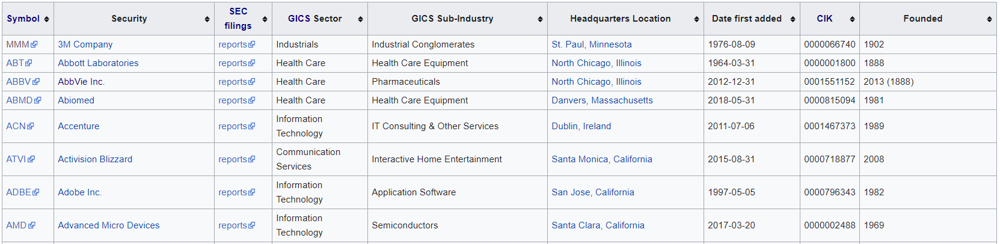 Symbol Security SEC filings GICS Sector GICS Sub-Industry Headquarters Location Date first added CIK Founded
MMM 3M Company reports Industrials Industrial Conglomerates St. Paul, Minnesota 1976-08-09 0000066740 1902
ABT Abbott Laboratories reports Health Care Health Care Equipment North Chicago, Illinois 1964-03-31 0000001800 1888
ABBV AbbVie Inc. reports Health Care Pharmaceuticals North Chicago, Illinois 2012-12-31 0001551152 2013 (1888)
ABMD Abiomed reports Health Care Health Care Equipment Danvers, Massachusetts 2018-05-31 0000815094 1981
ACN Accenture reports Information Technology IT Consulting & Other Services Dublin, Ireland 2011-07-06 0001467373 1989
ATVI Activision Blizzard reports Communication Services Interactive Home Entertainment Santa Monica, California 2015-08-31 0000718877 2008
ADBE Adobe Inc. reports Information Technology Application Software San Jose, California 1997-05-05 0000796343 1982
AMD Advanced Micro Devices reports Information Technology Semiconductors Santa Clara, California 2017-03-20 0000002488 1969